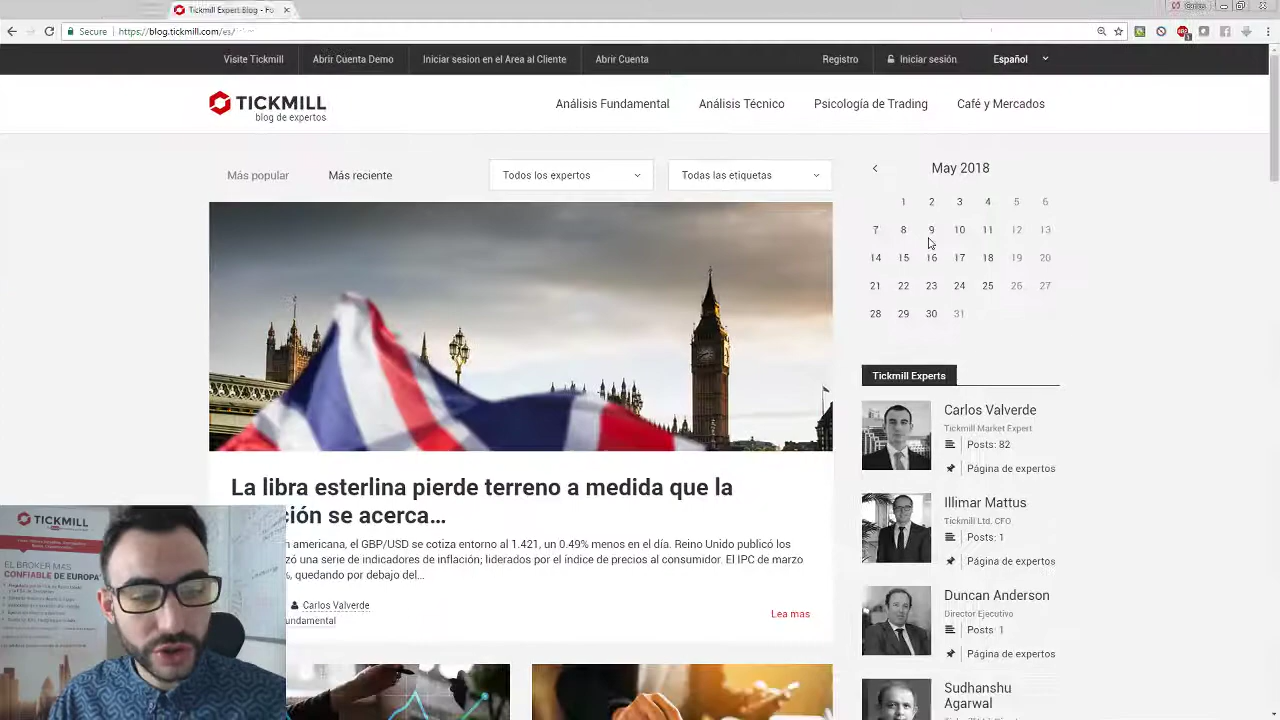 Tickmill Expert Blog - Po
Secure
https://blog.tickmill.com/es/
Visite Tickmill
Abrir Cuenta Demo
Iniciar sesion en el Area al Cliente
Abrir Cuenta
Registro
Iniciar sesión
Español
TICKMILL
blog de expertos
Análisis Fundamental
Análisis Técnico
Psicología de Trading
Café y Mercados
Más popular
Más reciente
Todos los expertos
Todas las etiquetas
May 2018
1 2 3 4 5 6
7 8 9 10 11 12 13
14 15 16 17 18 19 20
21 22 23 24 25 26 27
28 29 30 31
La libra esterlina pierde terreno a medida que la
ción se acerca...
n americana, el GBP/USD se cotiza entorno al 1.421, un 0.49% menos en el día. Reino Unido publicó los
zó una serie de indicadores de inflación, liderados por el índice de precios al consumidor. El IPC de marzo
%, quedando por debajo del...
Carlos Valverde
undamental
Lea mas
Tickmill Experts
Carlos Valverde
Tickmill Market Expert
Posts: 82
Página de expertos
Illimar Mattus
Tickmill Ltd, CFO
Posts: 1
Página de expertos
Duncan Anderson
Director Ejecutivo
Posts: 1
Página de expertos
Sudhanshu
Agarwal
TICKMILL
EL BROKER MAS
CONFIABLE DE EUROPA